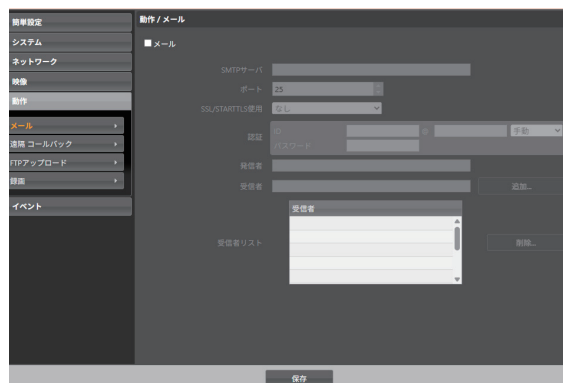 簡単設定
システム
ネットワーク
映像
動作
メール
遠隔 コールバック
FTPアップロード
録画
イベント
動作 / メール
メール
SMTPサーバ
ポート 25
SSL/STARTTLS使用 なし
認証 ID @ 手動
パスワード
発信者
受信者 追加...
受信者
受信者リスト 削除...
保存